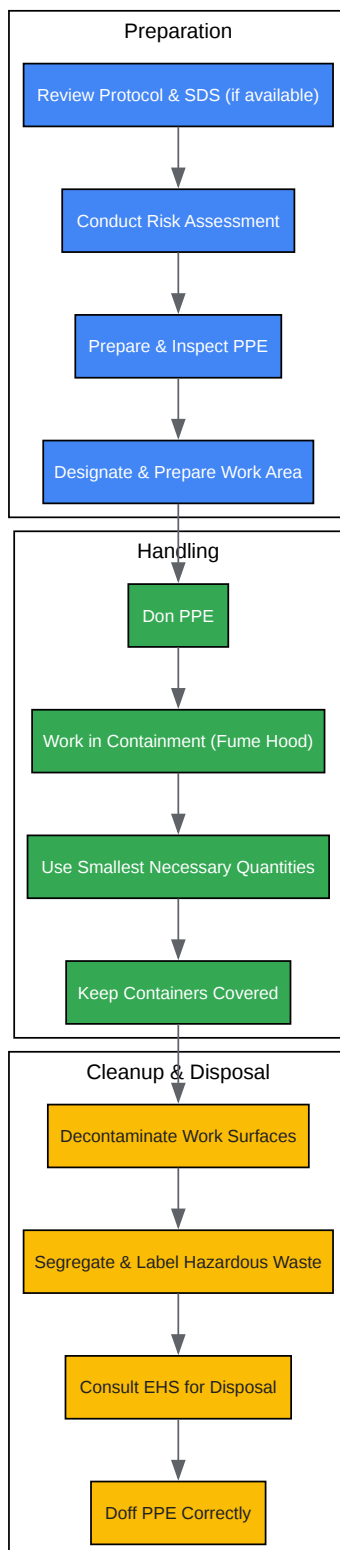 Preparation
Review Protocol & SDS (if available)
Conduct Risk Assessment
Prepare & Inspect PPE
Designate & Prepare Work Area
Handling
Don PPE
Work in Containment (Fume Hood)
Use Smallest Necessary Quantities
Keep Containers Covered
Cleanup & Disposal
Decontaminate Work Surfaces
Segregate & Label Hazardous Waste
Consult EHS for Disposal
Doff PPE Correctly